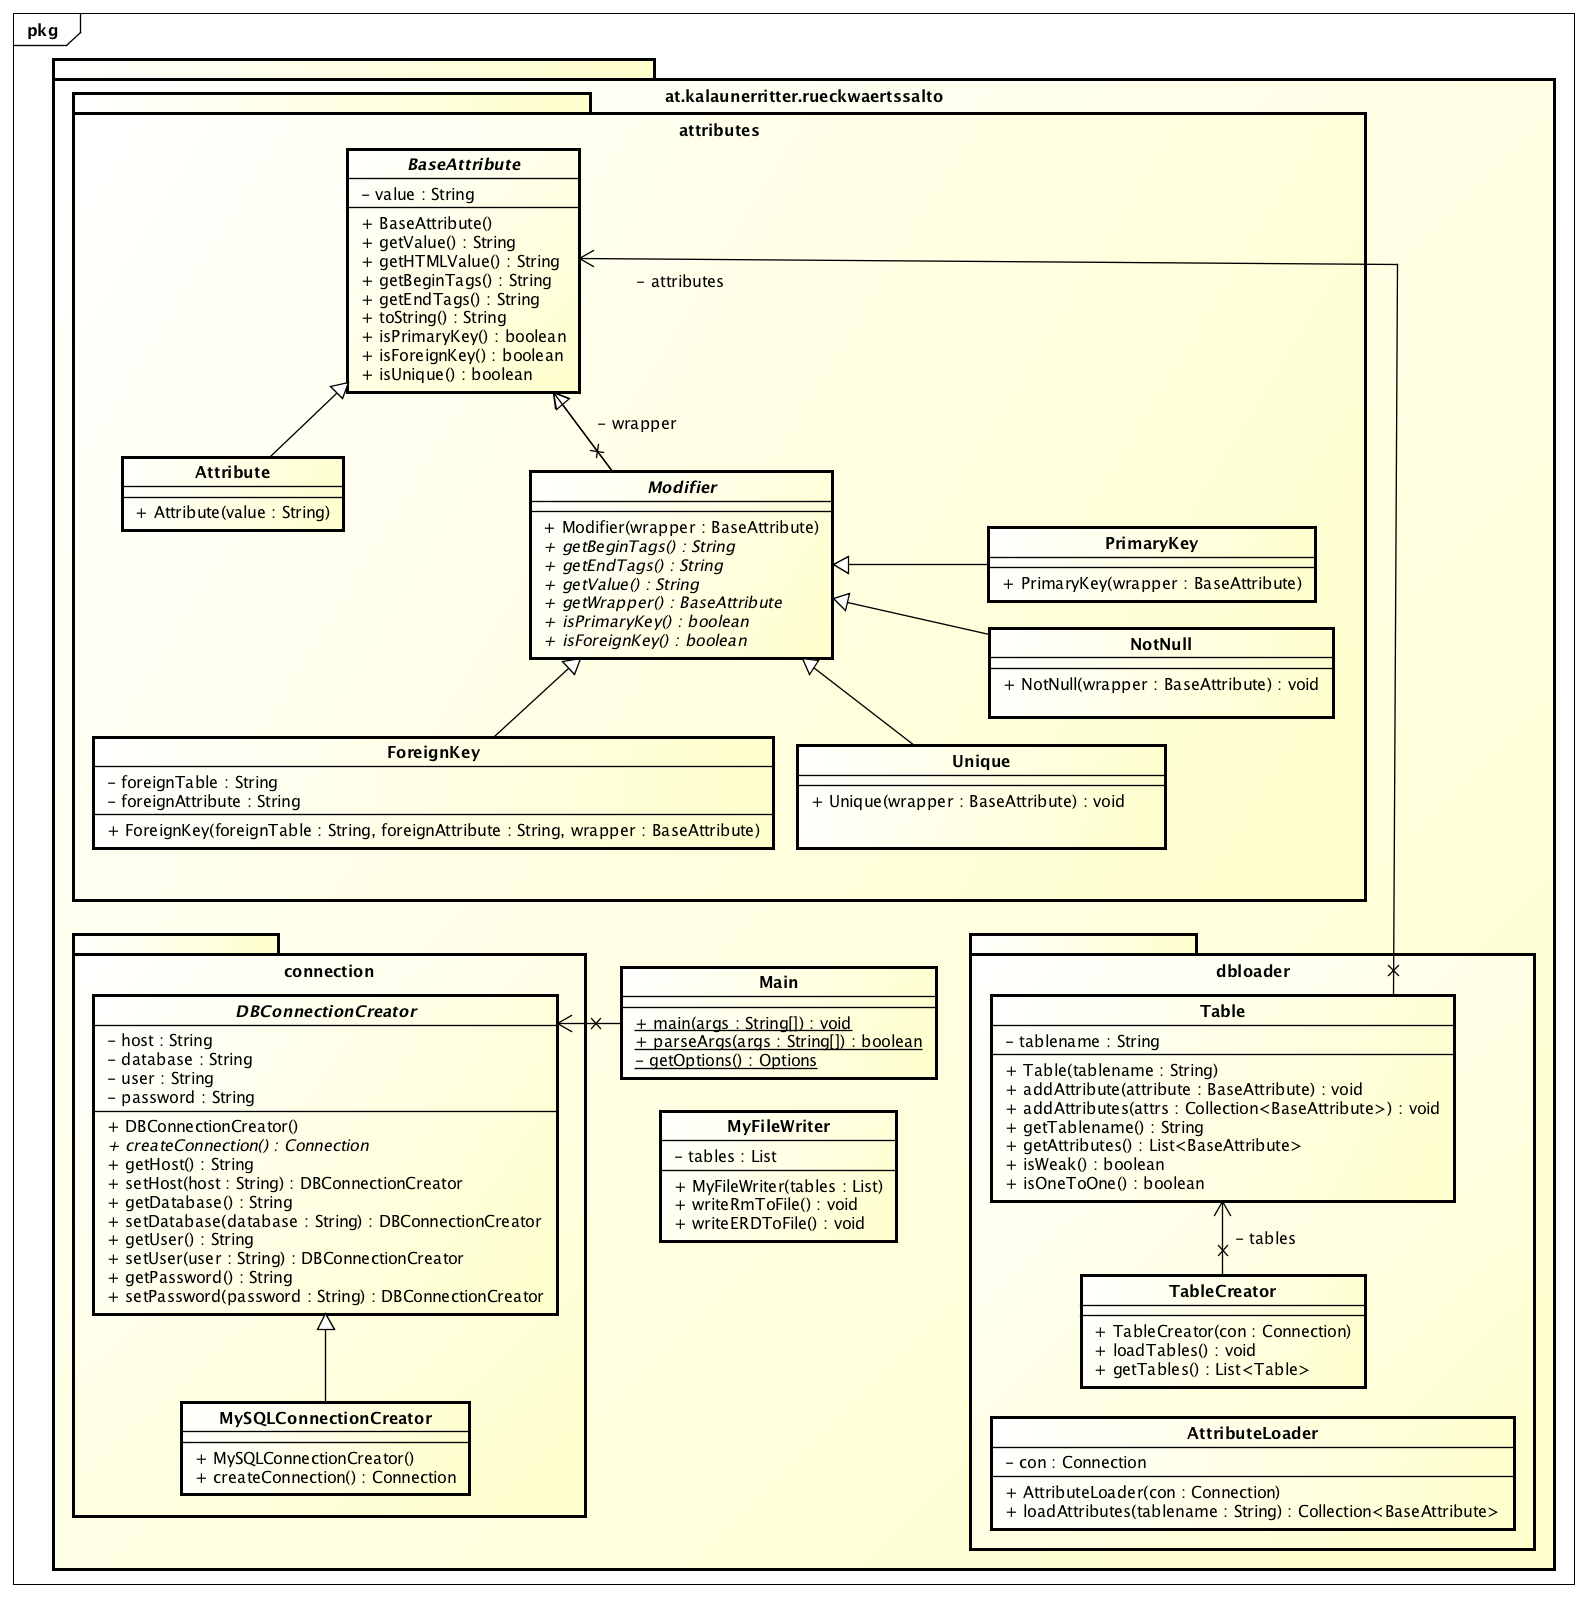 pkg
at.kalaunerritter.rueckwaertssalto
attributes
BaseAttribute
– value : String
+ BaseAttribute()
+ getValue() : String
+ getHTMLValue() : String
+ getBeginTags() : String
+ getEndTags() : String
+ toString() : String
+ isPrimaryKey() : boolean
+ isForeignKey() : boolean
+ isUnique() : boolean
– attributes
– wrapper
Attribute
+ Attribute(value : String)
Modifier
+ Modifier(wrapper : BaseAttribute)
+ getBeginTags() : String
+ getEndTags() : String
+ getValue() : String
+ getWrapper() : BaseAttribute
+ isPrimaryKey() : boolean
+ isForeignKey() : boolean
PrimaryKey
+ PrimaryKey(wrapper : BaseAttribute)
NotNull
+ NotNull(wrapper : BaseAttribute) : void
ForeignKey
– foreignTable : String
– foreignAttribute : String
+ ForeignKey(foreignTable : String, foreignAttribute : String, wrapper : BaseAttribute)
Unique
+ Unique(wrapper : BaseAttribute) : void
connection
DBConnectionCreator
– host : String
– database : String
– user : String
– password : String
+ DBConnectionCreator()
+ createConnection() : Connection
+ getHost() : String
+ setHost(host : String) : DBConnectionCreator
+ getDatabase() : String
+ setDatabase(database : String) : DBConnectionCreator
+ getUser() : String
+ setUser(user : String) : DBConnectionCreator
+ getPassword() : String
+ setPassword(password : String) : DBConnectionCreator
MySQLConnectionCreator
+ MySQLConnectionCreator()
+ createConnection() : Connection
Main
+ main(args : String[]) : void
+ parseArgs(args : String[]) : boolean
– getOptions() : Options
MyFileWriter
– tables : List
+ MyFileWriter(tables : List)
+ writeRmToFile() : void
+ writeERDToFile() : void
dbloader
Table
– tablename : String
+ Table(tablename : String)
+ addAttribute(attribute : BaseAttribute) : void
+ addAttributes(attrs : Collection<BaseAttribute>) : void
+ getTablename() : String
+ getAttributes() : List<BaseAttribute>
+ isWeak() : boolean
+ isOneToOne() : boolean
– tables
TableCreator
+ TableCreator(con : Connection)
+ loadTables() : void
+ getTables() : List<Table>
AttributeLoader
– con : Connection
+ AttributeLoader(con : Connection)
+ loadAttributes(tablename : String) : Collection<BaseAttribute>